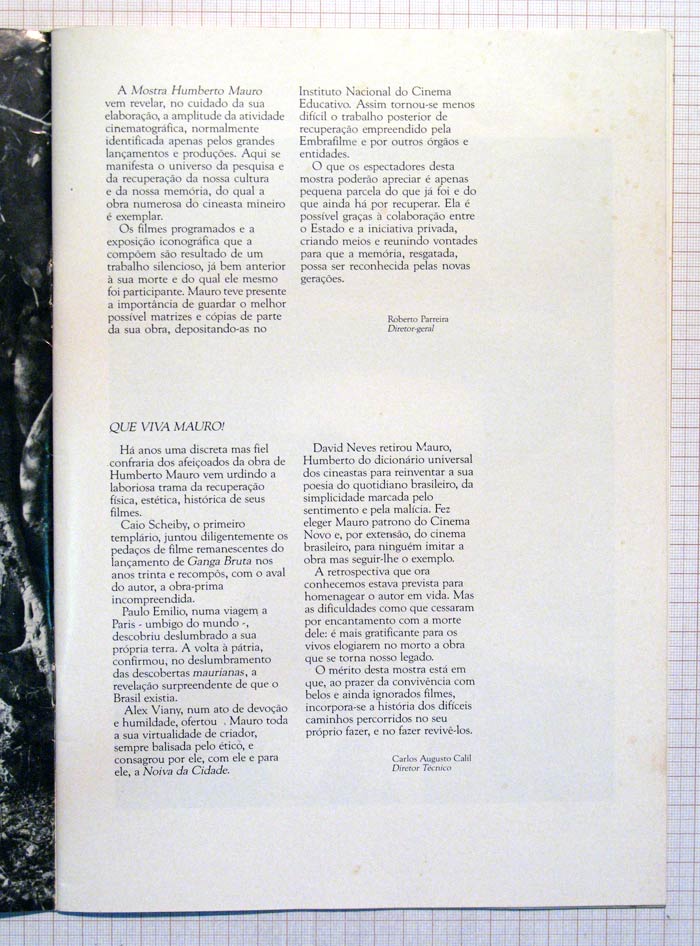 A Mostra Humberto Mauro
vem revelar, no cuidado da sua
elaboração, a amplitude da atividade
cinematográfica, normalmente
identificada apenas pelos grandes
lançamentos e produções. Aqui se
manifesta o universo da pesquisa e
da recuperação da nossa cultura
e da nossa memória, do qual a
obra numerosa do cineasta mineiro
é exemplar.
Os filmes programados e a
exposição iconográfica que a
compõem são resultado de um
trabalho silencioso, já bem anterior
à sua morte e do qual ele mesmo
foi participante. Mauro teve presente
a importância de guardar o melhor
possível matrizes e cópias de parte
da sua obra, depositando-as no
Instituto Nacional do Cinema
Educativo. Assim tornou-se menos
difícil o trabalho posterior de
recuperação empreendido pela
Embrafilme e por outros órgãos e
entidades.
O que os espectadores desta
mostra poderão apreciar é apenas
pequena parcela do que já foi e do
que ainda há por recuperar. Ela é
possível graças à colaboração entre
o Estado e a iniciativa privada,
criando meios e reunindo vontades
para que a memória, resgatada,
possa ser reconhecida pelas novas
gerações.
Roberto Parreira
Diretor-geral
QUE VIVA MAURO!
Há anos uma discreta mas fiel
confraria dos afeiçoados da obra de
Humberto Mauro vem urdindo a
laboriosa trama da recuperação
física, estética, histórica de seus
filmes.
Caio Scheiby, o primeiro
templário, juntou diligentemente os
pedaços de filme remanescentes do
lançamento de Ganga Bruta nos
anos trinta e recompôs, com o aval
do autor, a obra-prima
incompreendida.
Paulo Emilio, numa viagem a
Paris - umbigo do mundo -,
descobriu deslumbrado a sua
própria terra. A volta à pátria,
confirmou, no deslumbramento
das descobertas maurianas, a
revelação surpreendente de que o
Brasil existia.
Alex Viany, num ato de devoção
e humildade, ofertou . Mauro toda
a sua virtualidade de criador,
sempre balisada pelo éticò, e
consagrou por ele, com ele e para
ele, a Noiva da Cidade.
David Neves retirou Mauro,
Humberto do dicionário universal
dos cineastas para reinventar a sua
poesia do quotidiano brasileiro, da
simplicidade marcada pelo
sentimento e pela malícia. Fez
eleger Mauro patrono do Cinema
Novo e, por extensão, do cinema
brasileiro, para ninguém imitar a
obra mas seguir-lhe o exemplo.
A retrospectiva que ora
conhecemos estava prevista para
homenagear o autor em vida. Mas
as dificuldades como que cessaram
por encantamento com a morte
dele: é mais gratificante para os
vivos elogiarem no morto a obra
que se torna nosso legado.
O mérito desta mostra está em
que, ao prazer da convivência com
belos e ainda ignorados filmes,
incorpora-se a história dos difíceis
caminhos percorridos no seu
próprio fazer, e no fazer revivê-los.
Carlos Augusto Calil
Diretor Técnico